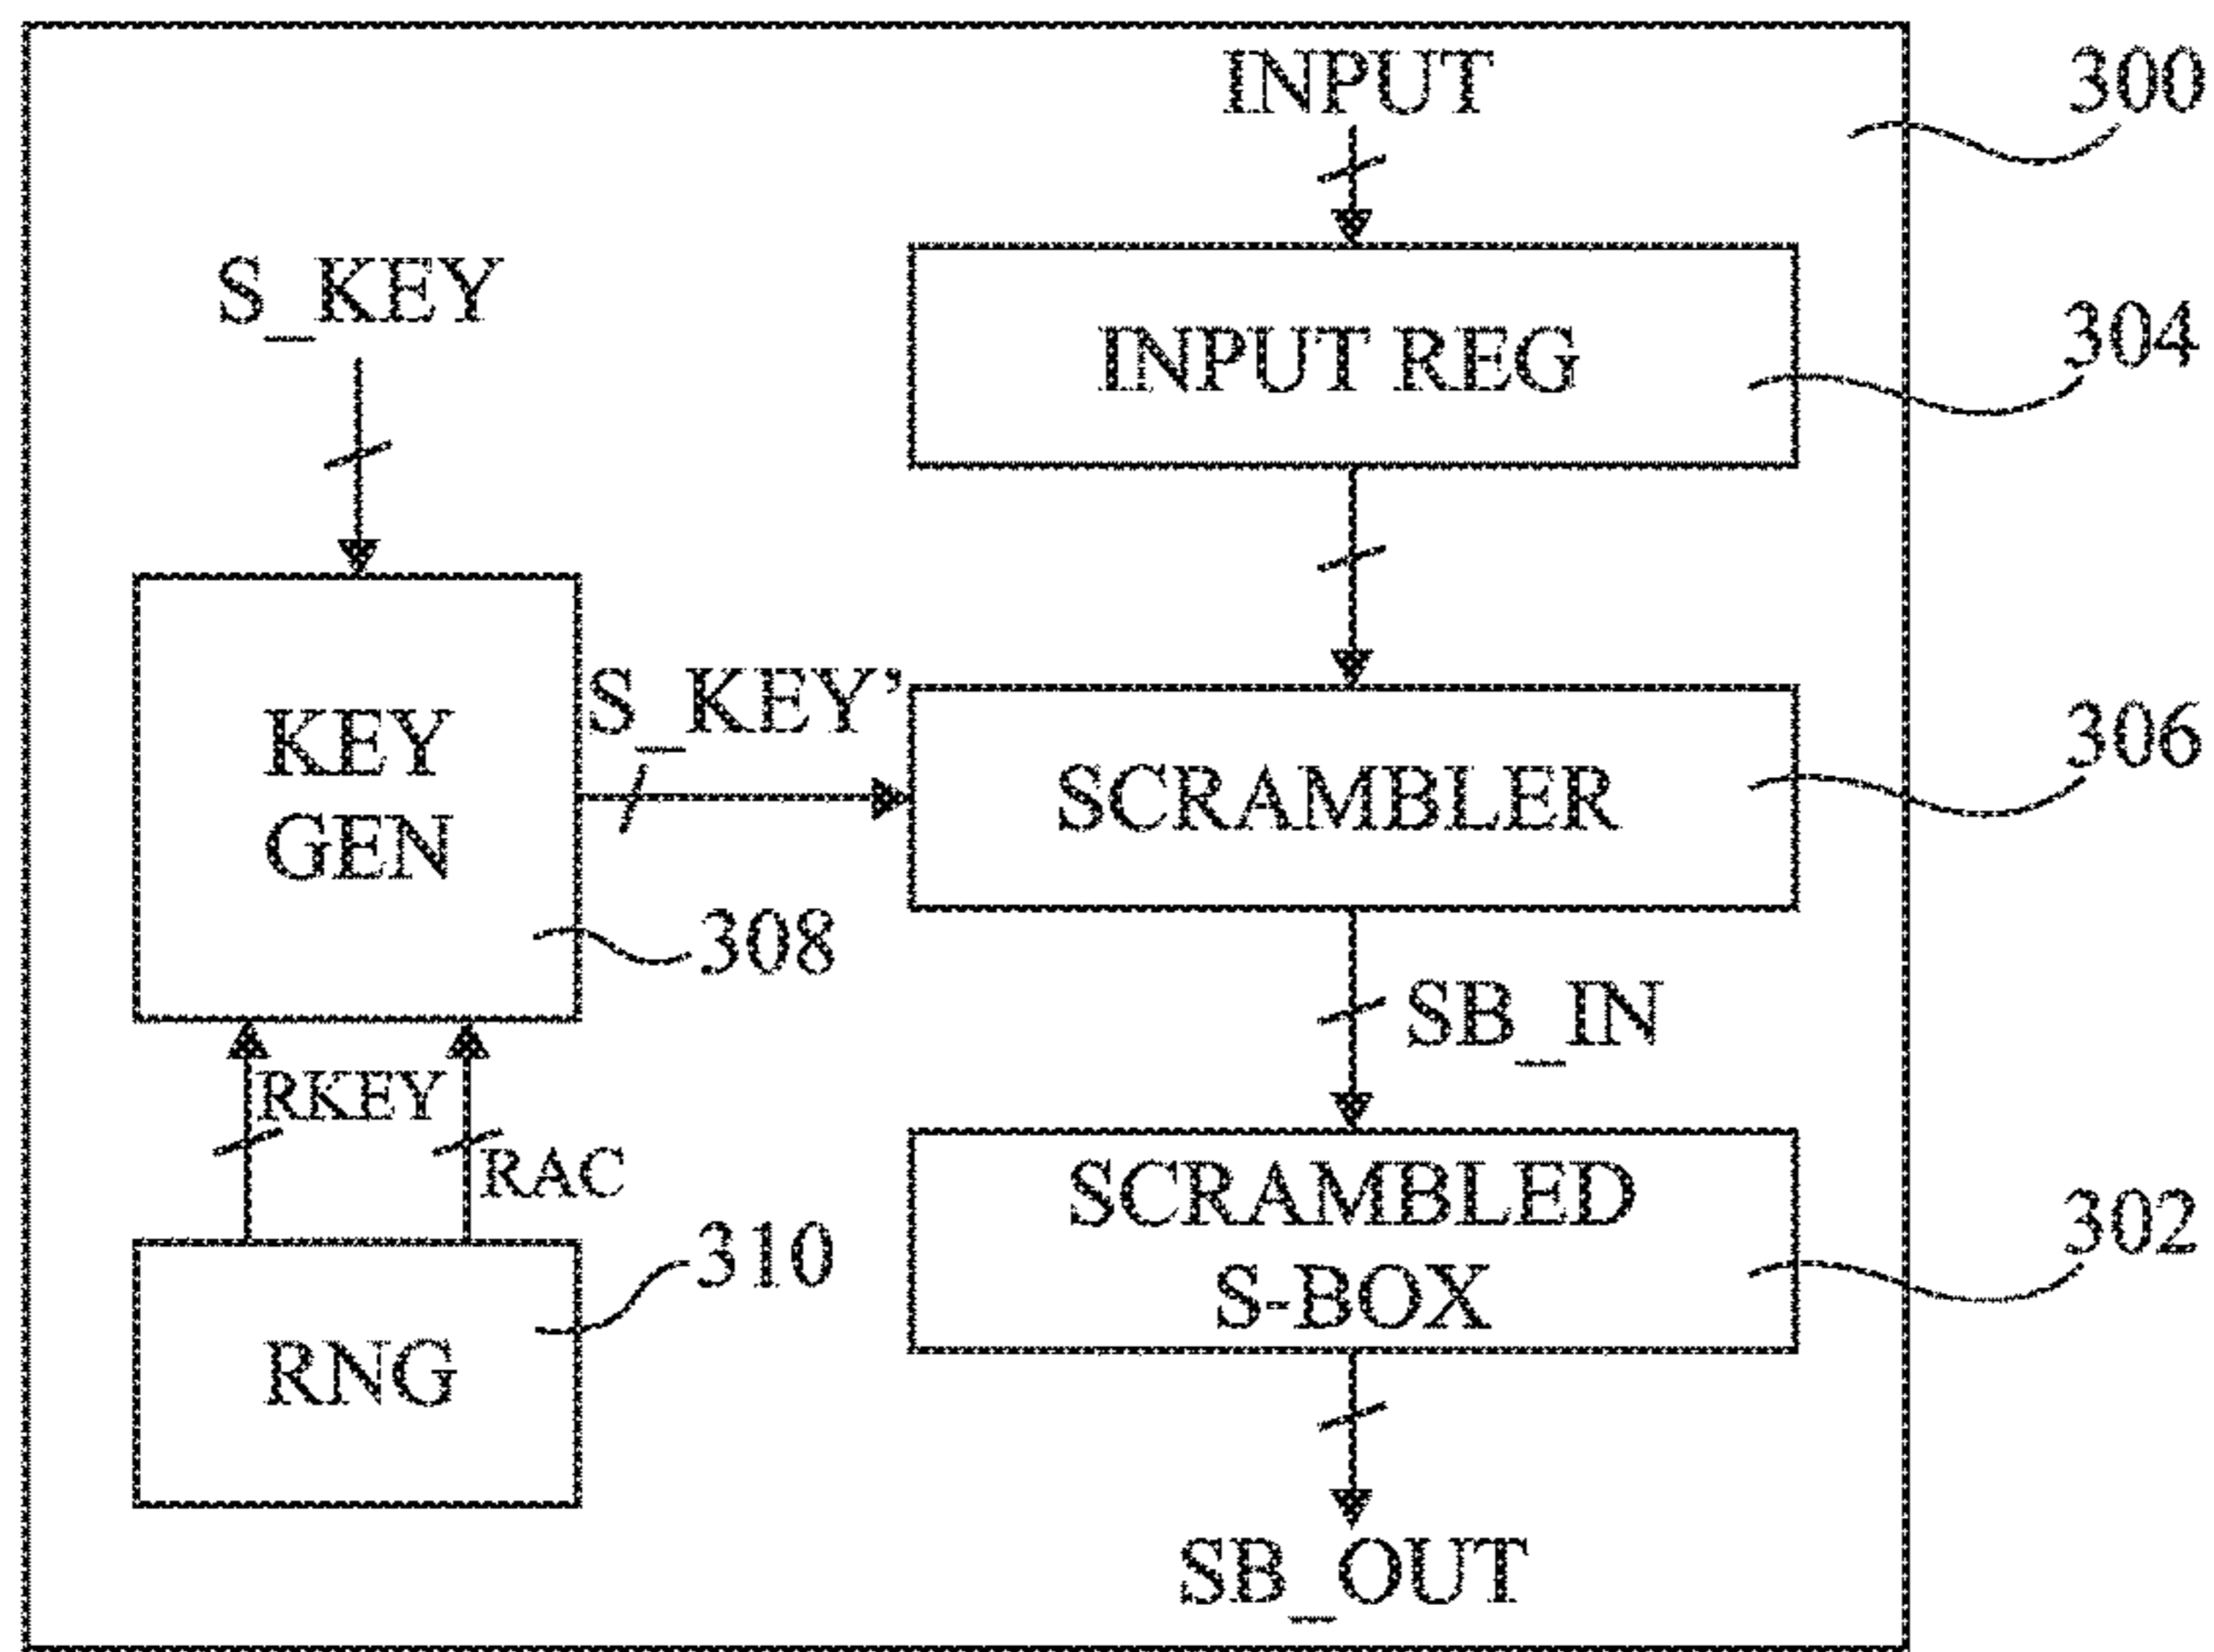 INPUT
300
S_KEY
INPUT REG
304
KEY
GEN
S_KEY’
SCRAMBLER
306
308
SB_IN
RKEY
RAC
SCRAMBLED
S-BOX
302
310
RNG
SB_OUT